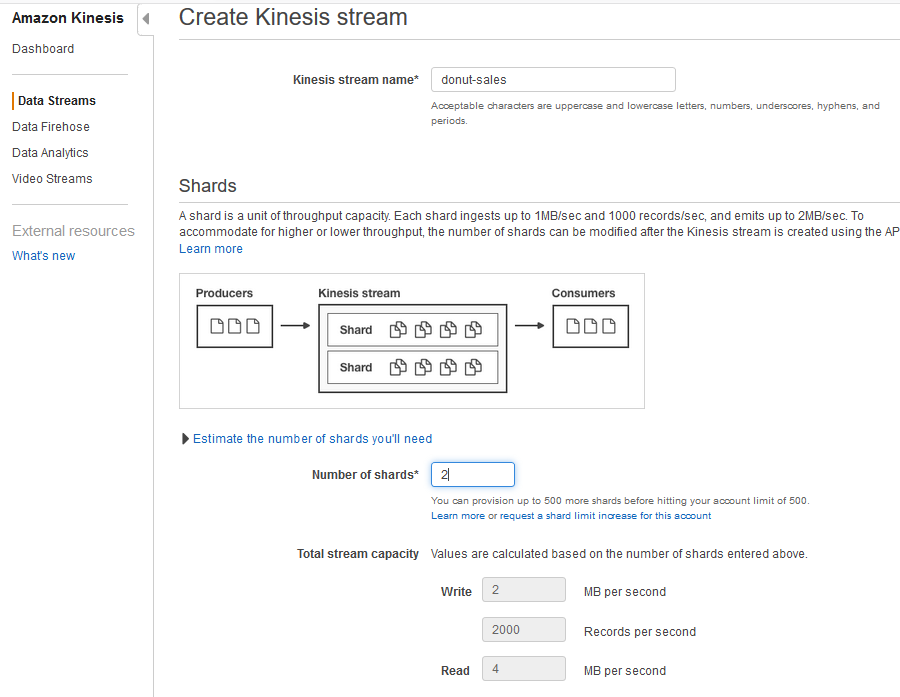 Amazon Kinesis
Dashboard
Data Streams
Data Firehose
Data Analytics
Video Streams
External resources
What's new
Create Kinesis stream
Kinesis stream name*
donut-sales
Acceptable characters are uppercase and lowercase letters, numbers, underscores, hyphens, and
periods.
Shards
A shard is a unit of throughput capacity. Each shard ingests up to 1MB/sec and 1000 records/sec, and emits up to 2MB/sec. To
accommodate for higher or lower throughput, the number of shards can be modified after the Kinesis stream is created using the AP
Learn more
Producers
Kinesis stream
Consumers
Shard
Shard
Estimate the number of shards you'll need
Number of shards*
2
You can provision up to 500 more shards before hitting your account limit of 500.
Learn more or request a shard limit increase for this account
Total stream capacity
Values are calculated based on the number of shards entered above.
Write
2
MB per second
2000
Records per second
Read
4
MB per second